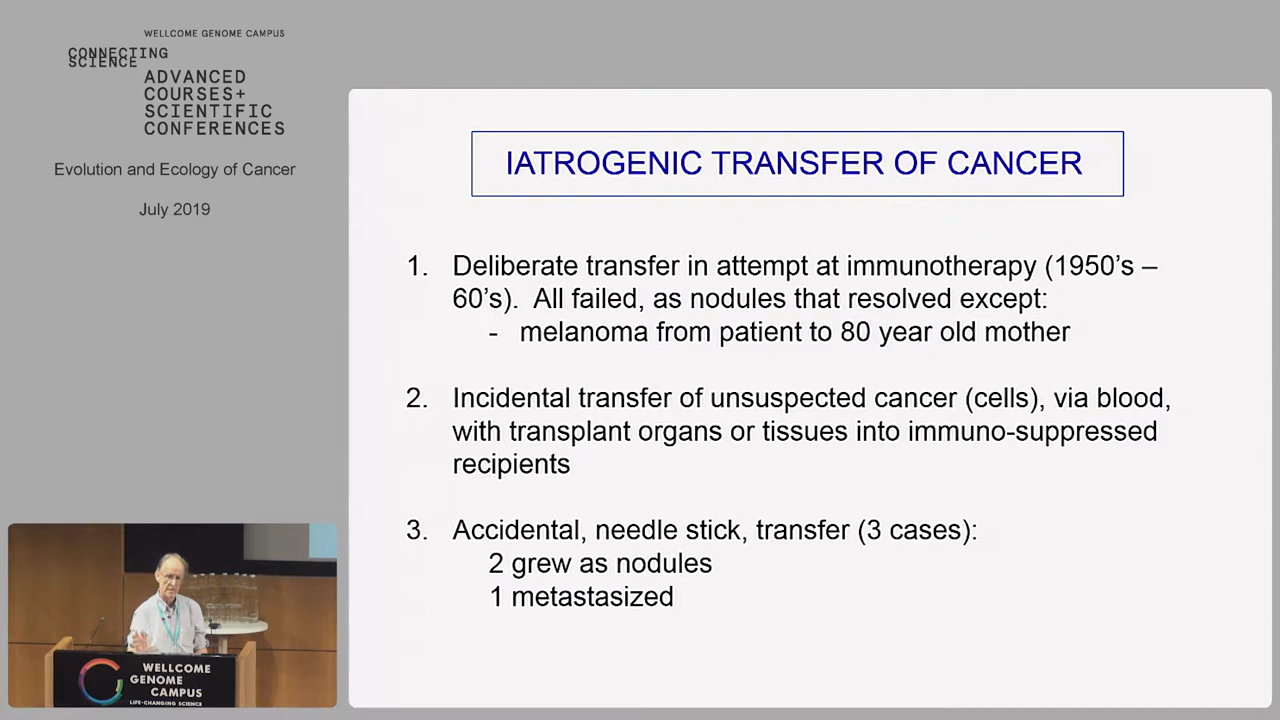 WELLCOME GENOME CAMPUS
CONNECTING
SCIENCE
ADVANCED
COURSES+
SCIENTIFIC
CONFERENCES
Evolution and Ecology of Cancer
July 2019
IATROGENIC TRANSFER OF CANCER
1. Deliberate transfer in attempt at immunotherapy (1950's –
60's). All failed, as nodules that resolved except:
- melanoma from patient to 80 year old mother
2. Incidental transfer of unsuspected cancer (cells), via blood,
with transplant organs or tissues into immuno-suppressed
recipients
3. Accidental, needle stick, transfer (3 cases):
2 grew as nodules
1 metastasized
WELLCOME
GENOME
CAMPUS
LIFE-CHANGING SCIENCE